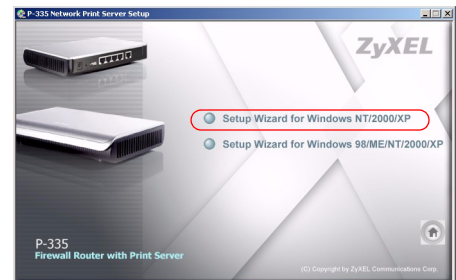 P-335 Network Print Server Setup
ZyXEL
Setup Wizard for Windows NT/2000/XP
Setup Wizard for Windows 98/ME/NT/2000/XP
P-335
Firewall Router with Print Server
(C) Copyright by ZyXEL Communications Corp.